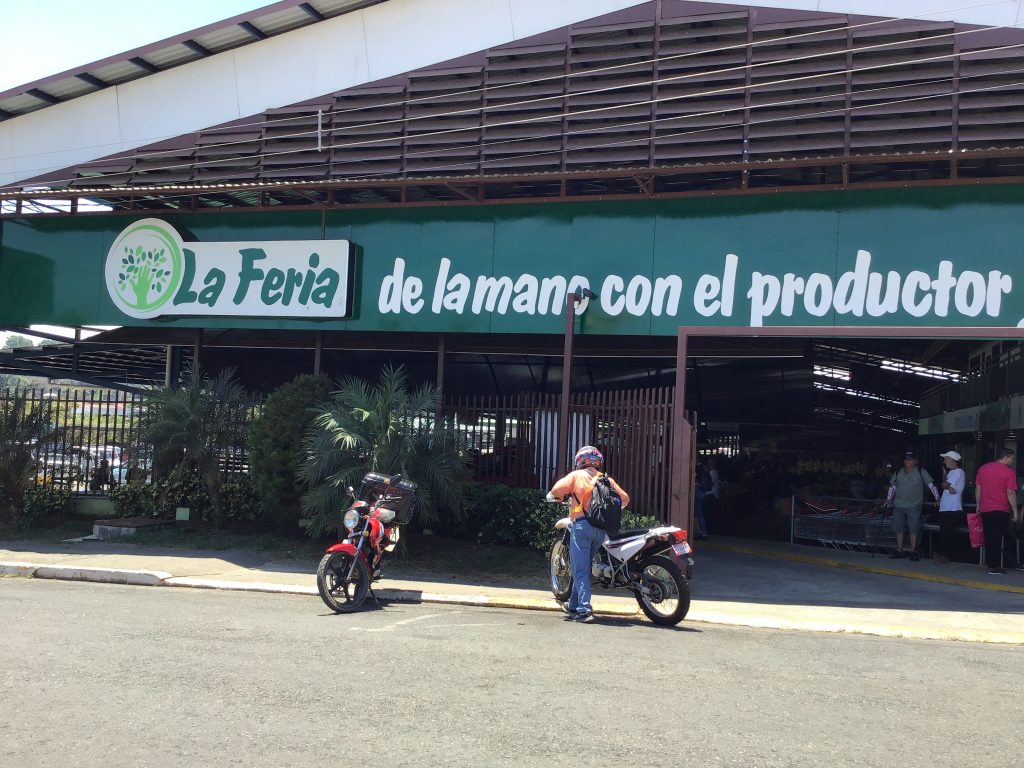 La Feria
de la mano con el productor